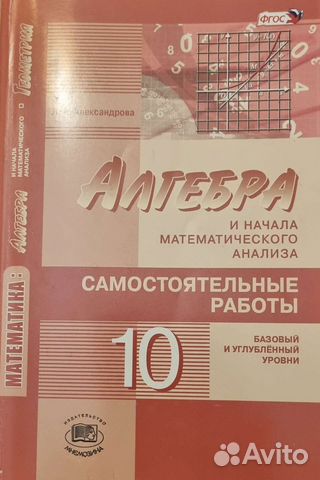 ФГОС
Александрова
АЛГЕБРА
И НАЧАЛА
МАТЕМАТИЧЕСКОГО
АНАЛИЗА
САМОСТОЯТЕЛЬНЫЕ
РАБОТЫ
10
БАЗОВЫЙ
И УГЛУБЛЁННЫЙ
УРОВНИ
ИЗДАТЕЛЬСТВО
МНЕМОЗИНА
МАТЕМАТИКА:
АЛГЕБРА
И НАЧАЛА
МАТЕМАТИЧЕСКОГО
АНАЛИЗА
ГЕОМЕТРИЯ
Avito